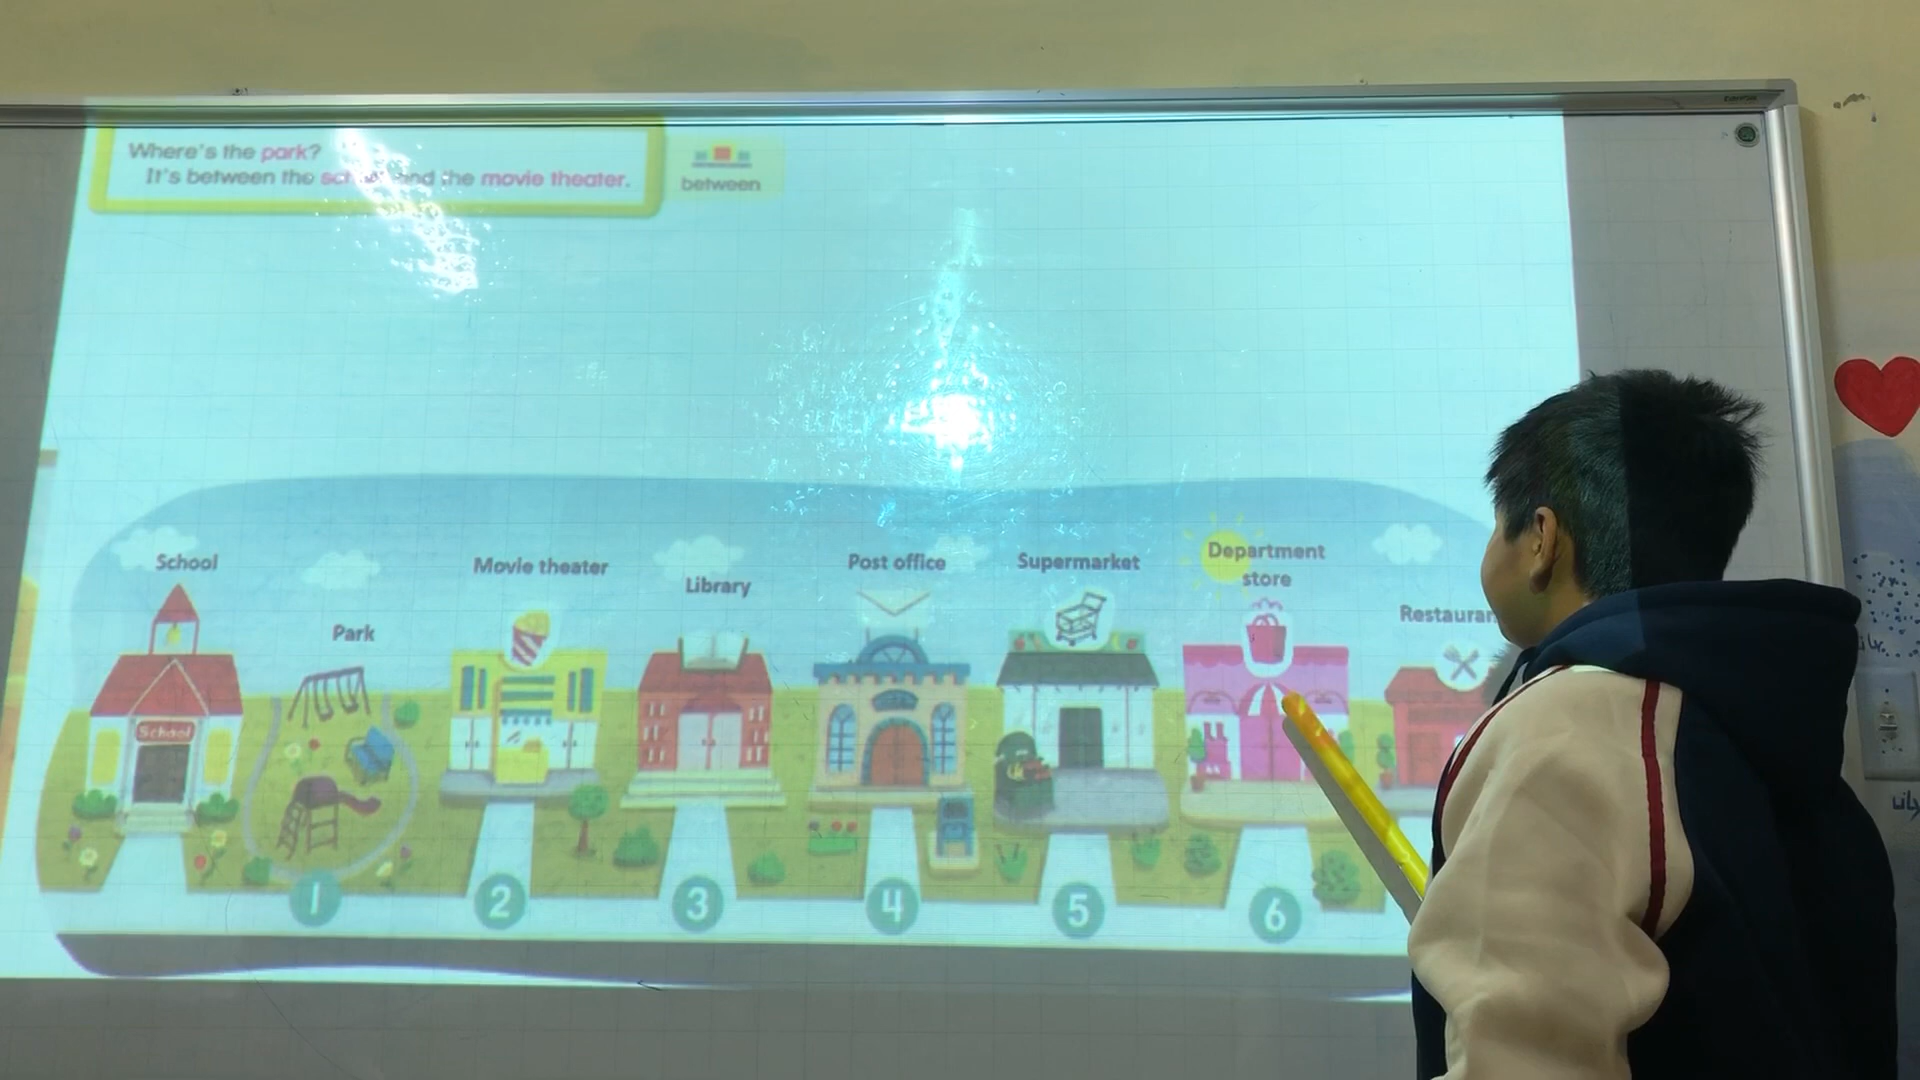 Where's the park?
It's between the and the movie theater.
between
School
Movie theater
Library
Post office
Supermarket
Department
store
Restauran
Park
School
1
2
3
4
5
6